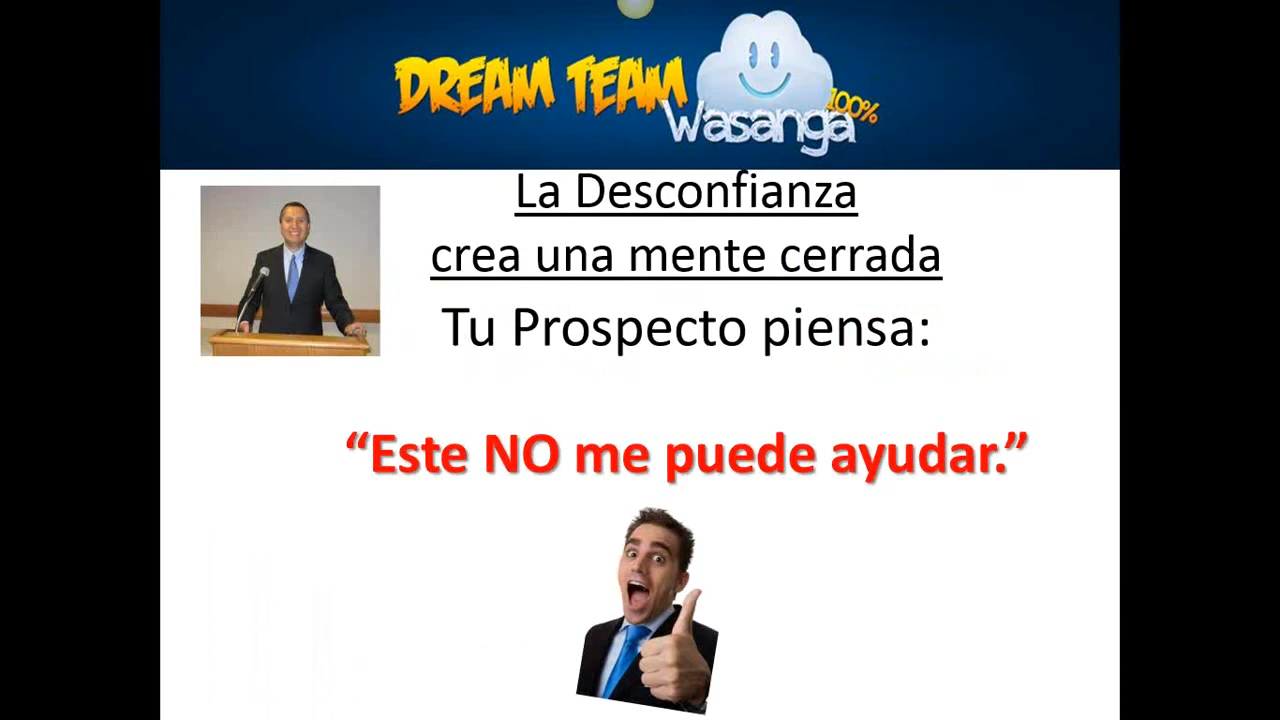 DREAM TEAM
Wasanga
100%
La Desconfianza
crea una mente cerrada
Tu Prospecto piensa:
“Este NO me puede ayudar.”